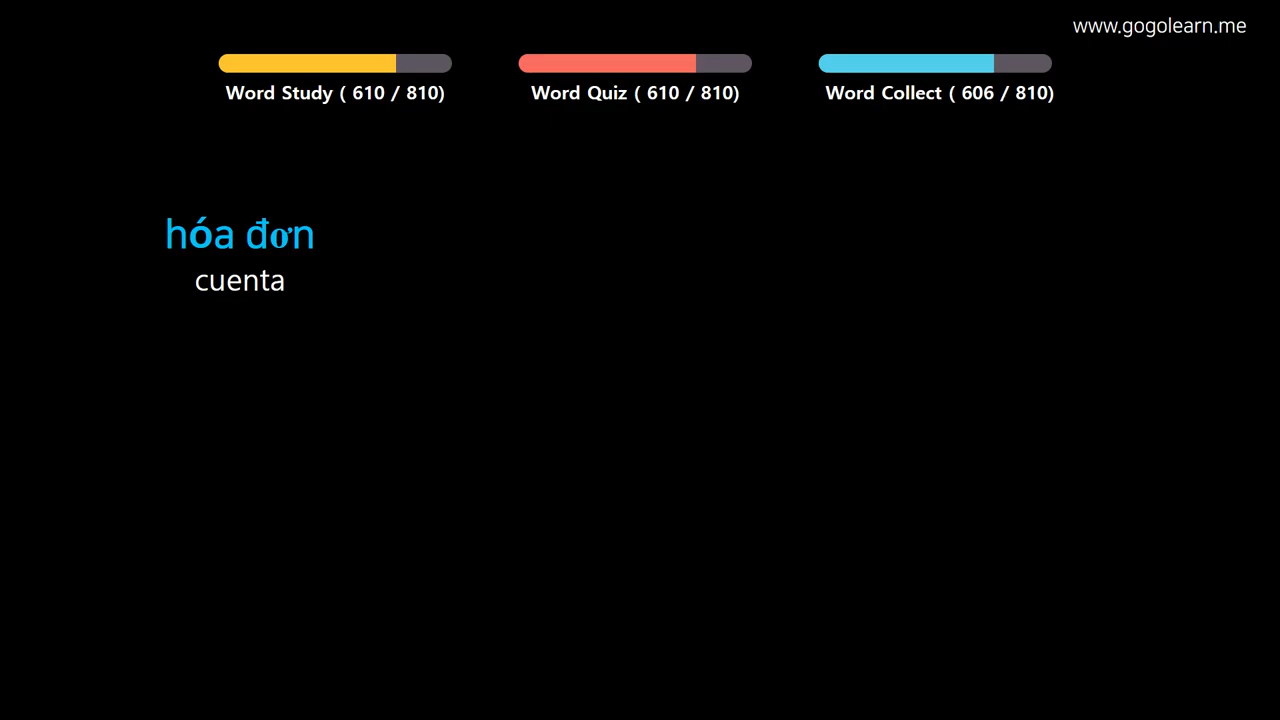 www.gogolearn.me
Word Study ( 610 / 810)
Word Quiz ( 610 / 810)
Word Collect ( 606 / 810)
hóa đơn
cuenta